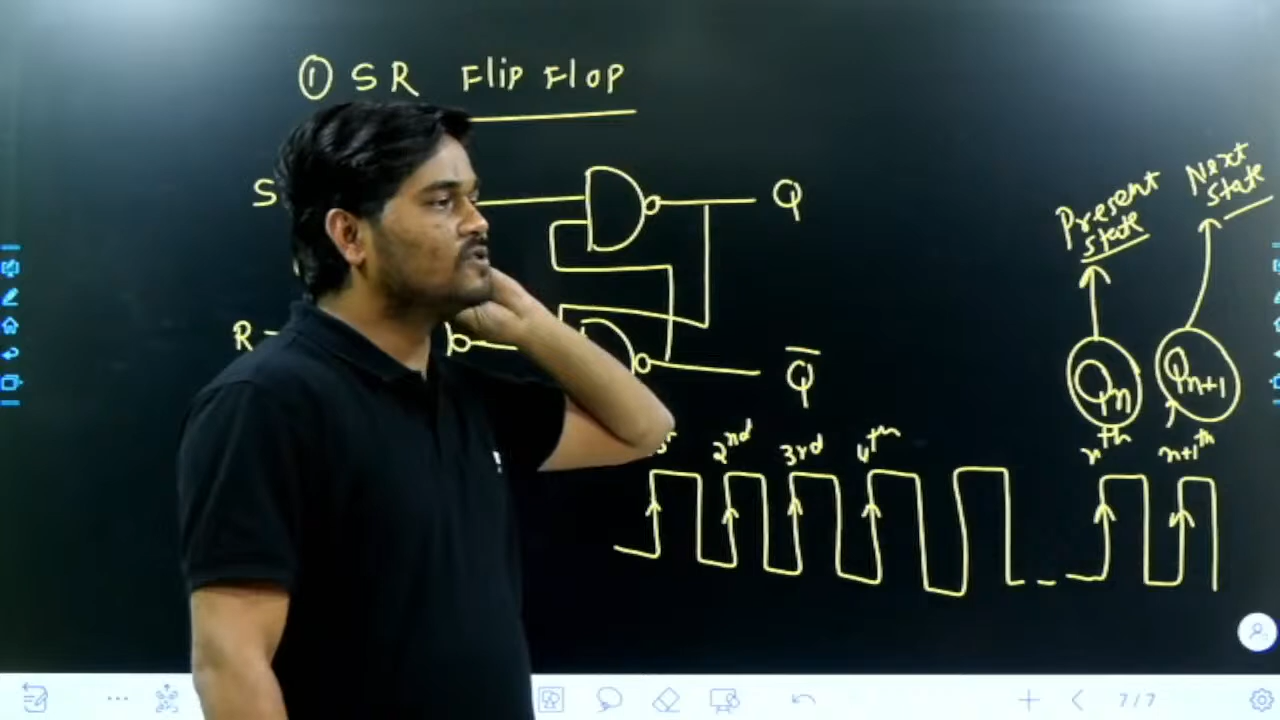 ① SR Flip Flop
S
Q
R
Q̅
Present
state
Next
state
Qn
Qn+1
2nd
3rd
4th
nth
n+1th
7/7